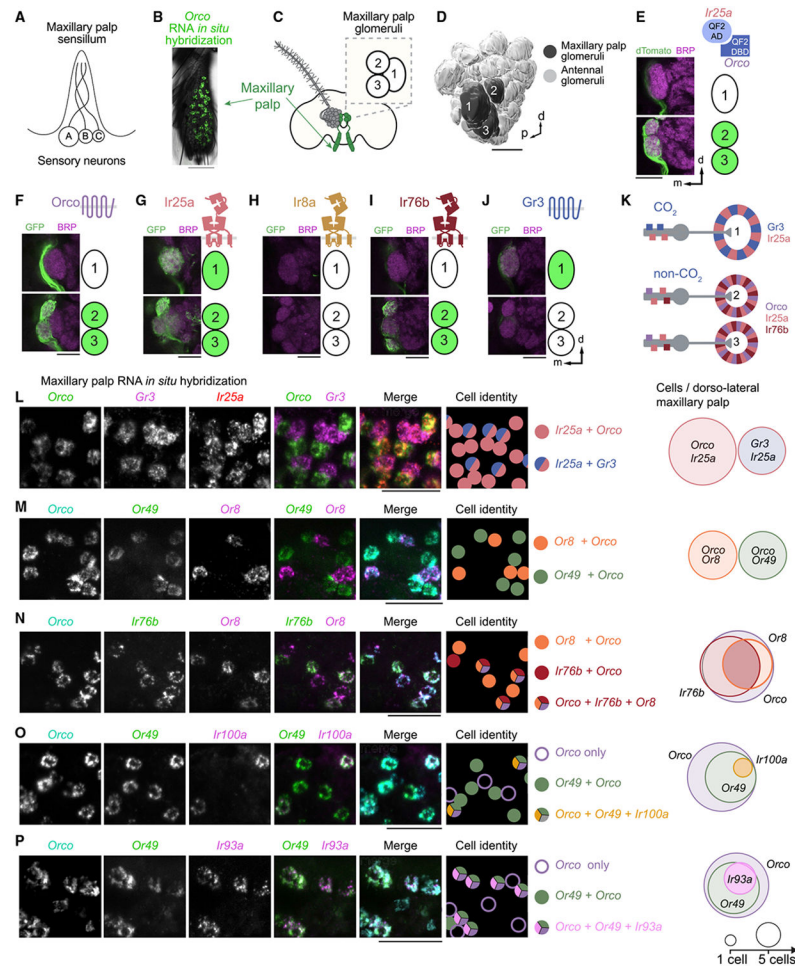 A
Maxillary palp
sensillum
A B C
Sensory neurons
B
Orco
RNA in situ
hybridization
Maxillary
palp
C
Maxillary palp
glomeruli
2
1
3
D
1
2
3
Maxillary palp
glomeruli
Antennal
glomeruli
d
p
E
Ir25a
QF2
AD
QF2
DBD
Orco
dTomato BRP
1
2
3
d
m
F
Orco
GFP BRP
1
2
3
G
Ir25a
GFP BRP
1
2
3
H
Ir8a
GFP BRP
1
2
3
I
Ir76b
GFP BRP
1
2
3
J
Gr3
GFP BRP
1
2
3
d
m
K
CO2
1
Gr3
Ir25a
non-CO2
2
Orco
Ir25a
Ir76b
3
Maxillary palp RNA in situ hybridization
Cells / dorso-lateral
maxillary palp
L
Orco Gr3 Ir25a Orco Gr3 Merge Cell identity
Ir25a + Orco
Ir25a + Gr3
Orco
Ir25a
Gr3
Ir25a
M
Orco Or49 Or8 Or49 Or8 Merge Cell identity
Or8 + Orco
Or49 + Orco
Orco
Or8
Orco
Or49
N
Orco Ir76b Or8 Ir76b Or8 Merge Cell identity
Or8 + Orco
Ir76b + Orco
Orco + Ir76b + Or8
Or8
Ir76b
Orco
O
Orco Or49 Ir100a Or49 Ir100a Merge Cell identity
Orco only
Or49 + Orco
Orco + Or49 + Ir100a
Orco
Ir100a
Or49
P
Orco Or49 Ir93a Or49 Ir93a Merge Cell identity
Orco only
Or49 + Orco
Orco + Or49 + Ir93a
Orco
Ir93a
Or49
1 cell 5 cells